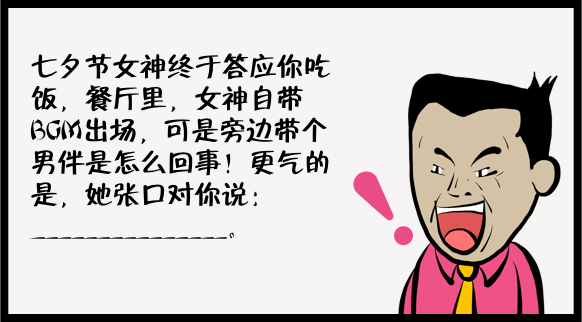 七夕节女神终于答应你吃
饭，餐厅里，女神自带
BGM出场，可是旁边带个
男伴是怎么回事！更气的
是，她张口对你说：
_______________。